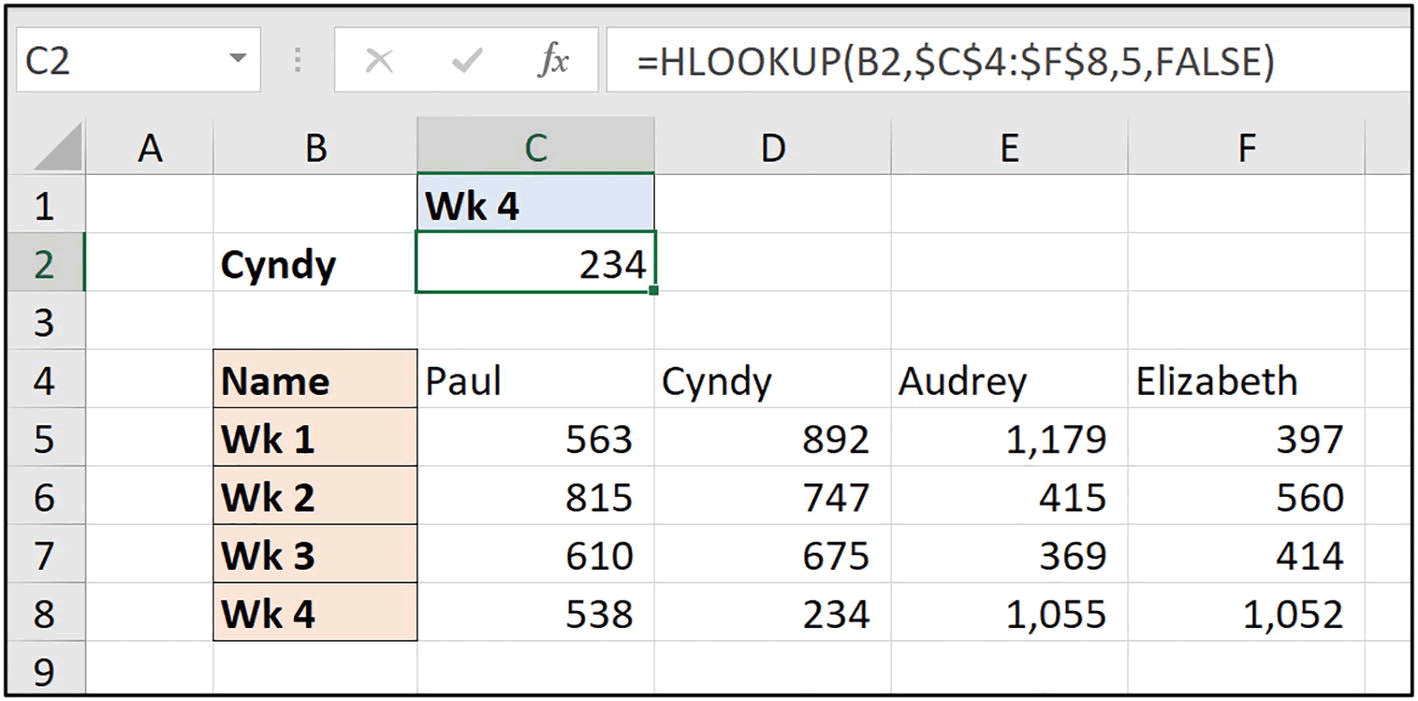 C2 fx =HLOOKUP(B2,$C$4:$F$8,5,FALSE)
A B C D E F
1 Wk 4
2 Cyndy 234
3
4 Name Paul Cyndy Audrey Elizabeth
5 Wk 1 563 892 1,179 397
6 Wk 2 815 747 415 560
7 Wk 3 610 675 369 414
8 Wk 4 538 234 1,055 1,052
9